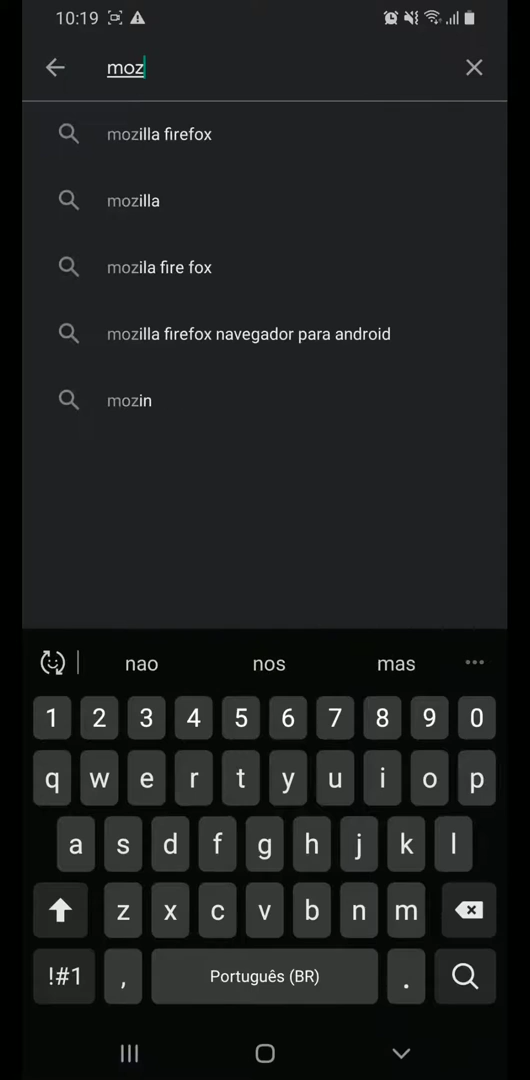 10:19
moz
mozilla firefox
mozilla
mozila fire fox
mozilla firefox navegador para android
mozin
nao nos mas
1 2 3 4 5 6 7 8 9 0
q w e r t y u i o p
a s d f g h j k l
z x c v b n m
!#1 , Português (BR) .